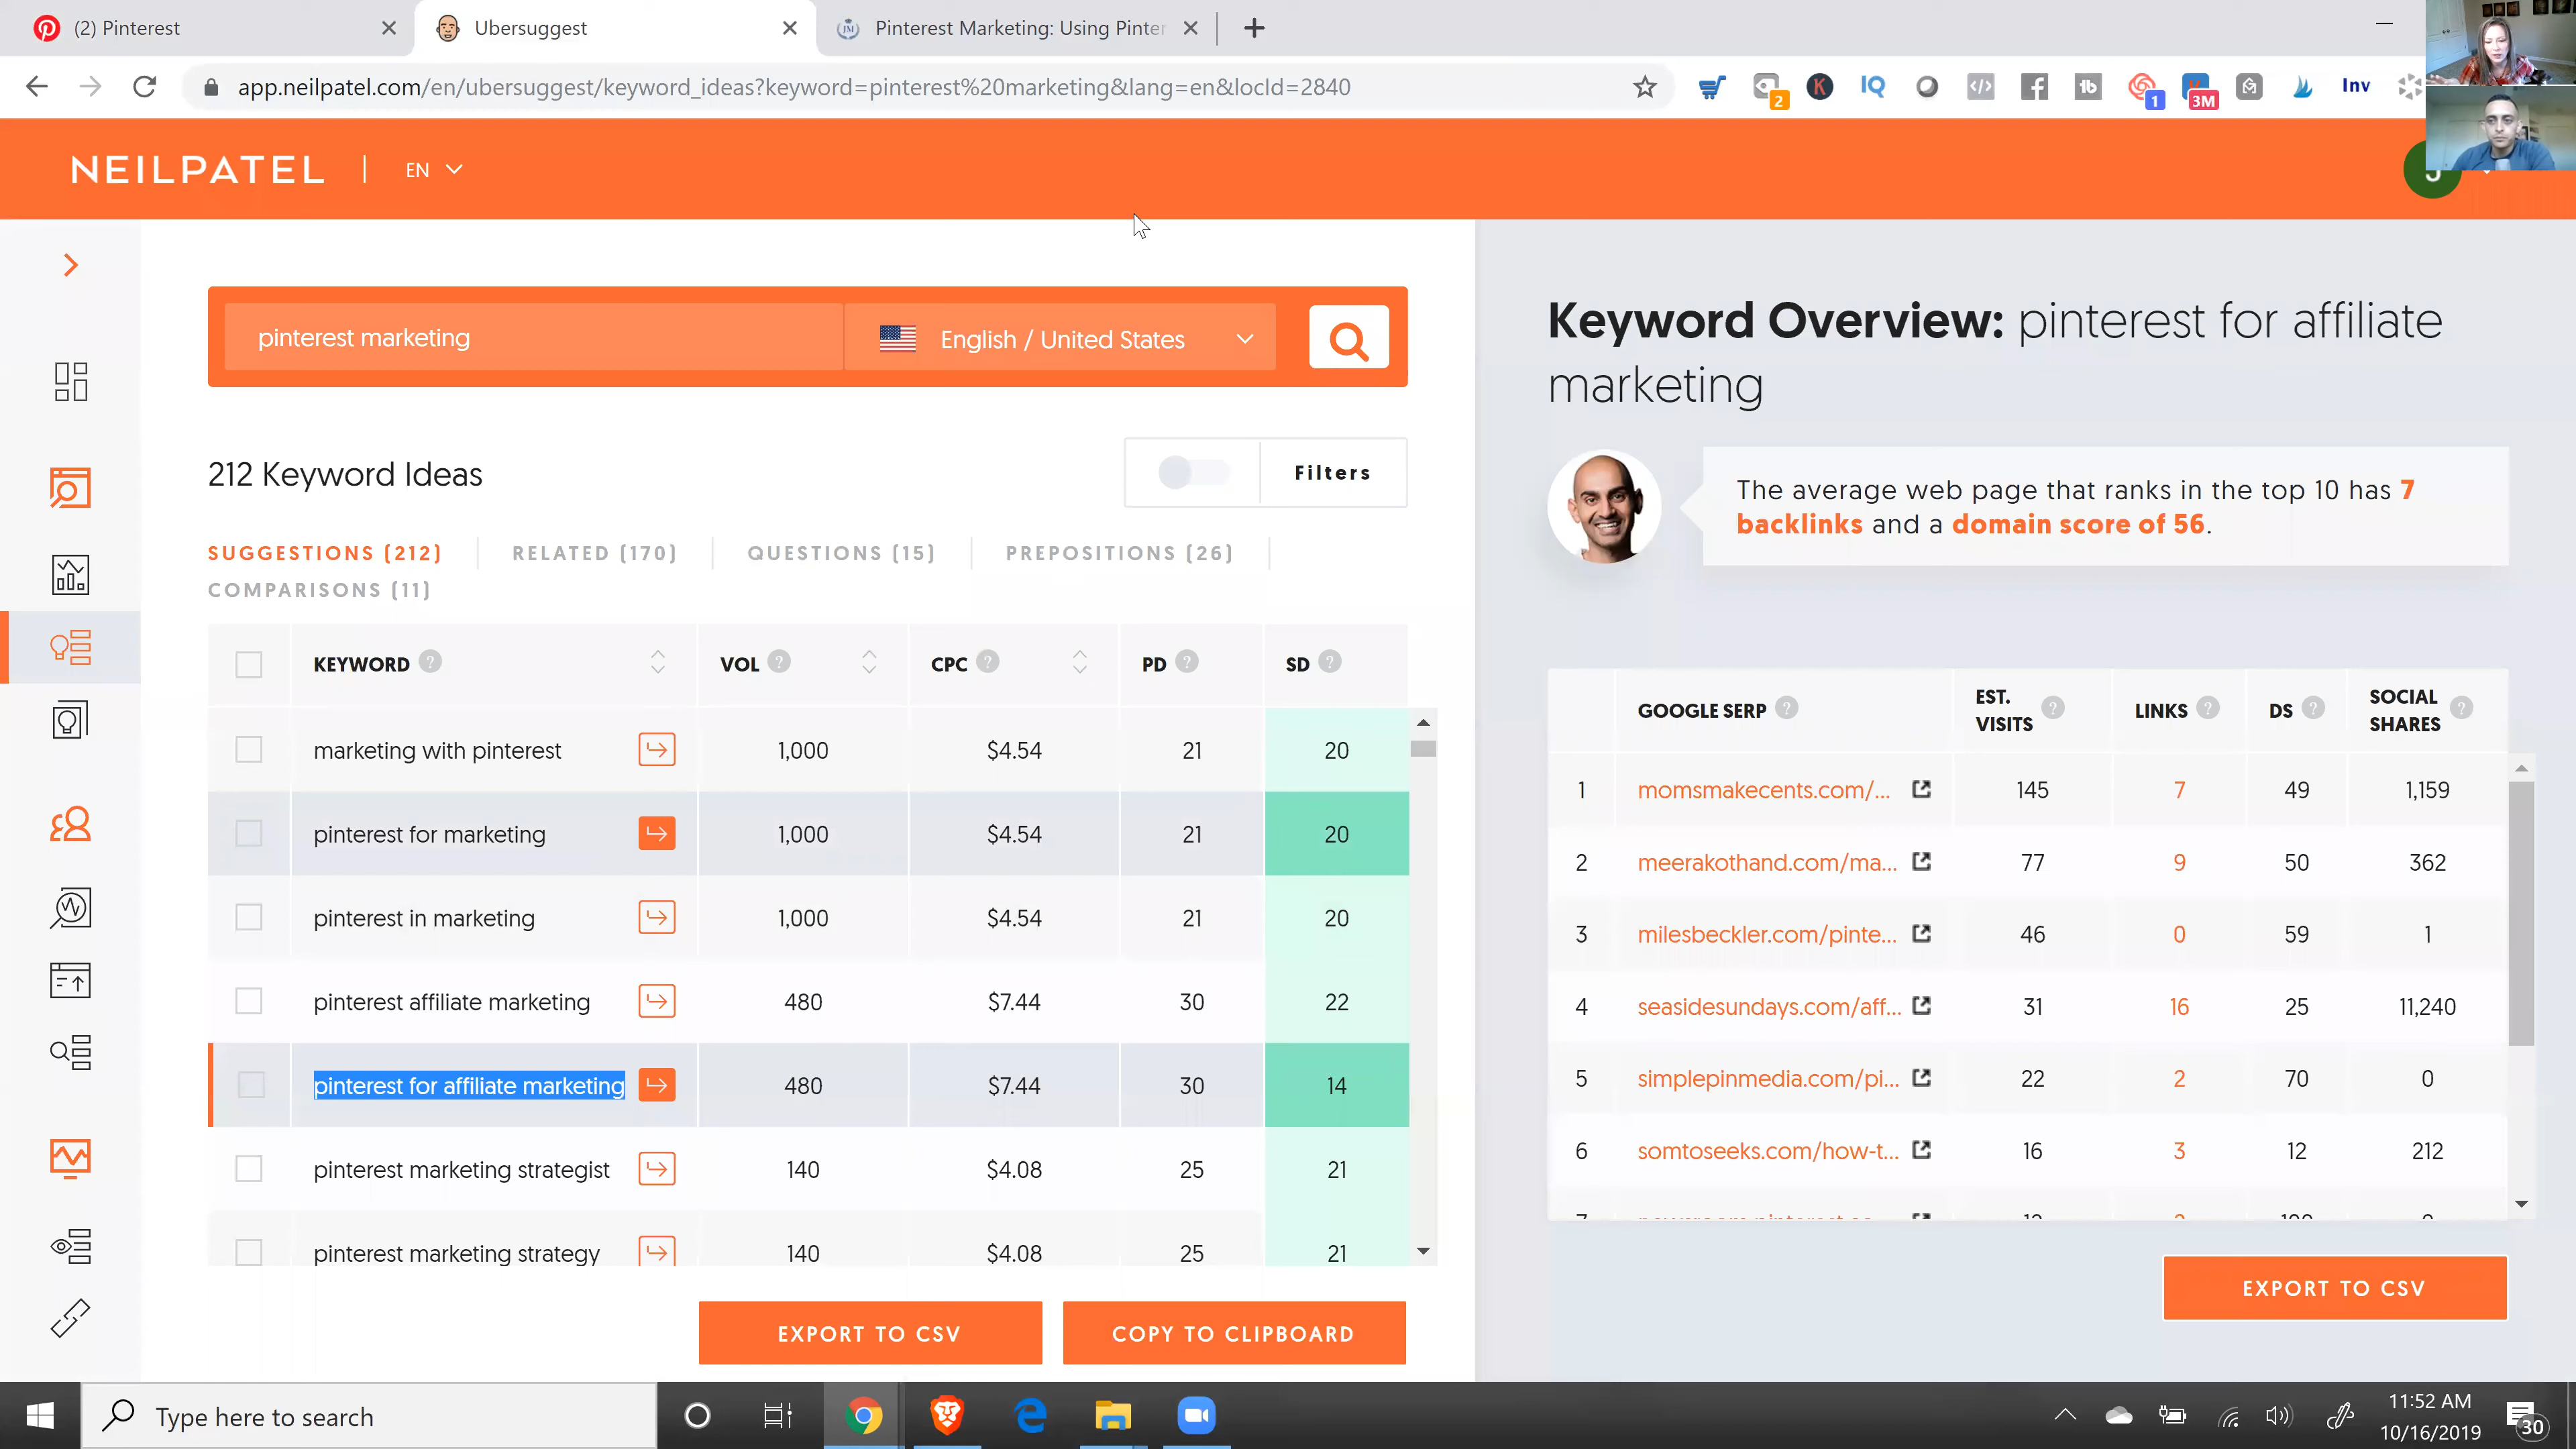 (2) Pinterest
Ubersuggest
Pinterest Marketing: Using Pinter
app.neilpatel.com/en/ubersuggest/keyword_ideas?keyword=pinterest%20marketing&lang=en&locId=2840
2
K
IQ
</>
tb
1
3M
Inv
NEILPATEL
EN
pinterest marketing
English / United States
212 Keyword Ideas
Filters
SUGGESTIONS (212)
RELATED (170)
QUESTIONS (15)
PREPOSITIONS (26)
COMPARISONS (11)
KEYWORD ? VOL ? CPC ? PD ? SD ?
marketing with pinterest 1,000 $4.54 21 20
pinterest for marketing 1,000 $4.54 21 20
pinterest in marketing 1,000 $4.54 21 20
pinterest affiliate marketing 480 $7.44 30 22
pinterest for affiliate marketing 480 $7.44 30 14
pinterest marketing strategist 140 $4.08 25 21
pinterest marketing strategy 140 $4.08 25 21
EXPORT TO CSV
COPY TO CLIPBOARD
Keyword Overview: pinterest for affiliate
marketing
The average web page that ranks in the top 10 has 7
backlinks and a domain score of 56.
GOOGLE SERP ? EST. VISITS ? LINKS ? DS ? SOCIAL SHARES ?
1 momsmakecents.com/... 145 7 49 1,159
2 meerakothand.com/ma... 77 9 50 362
3 milesbeckler.com/pinte... 46 0 59 1
4 seasidesundays.com/aff... 31 16 25 11,240
5 simplepinmedia.com/pi... 22 2 70 0
6 somtoseeks.com/how-t... 16 3 12 212
EXPORT TO CSV
Type here to search
11:52 AM
10/16/2019
30